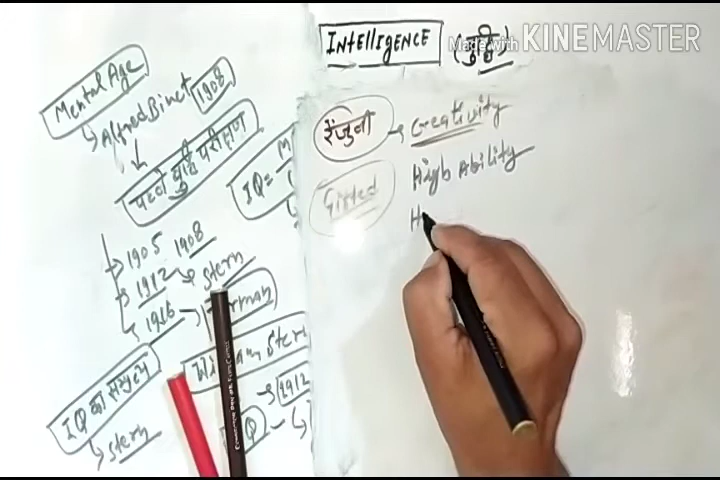 INtellIgence (बुद्धि)
Made with KINEMASTER
रेंजुली → Creativity
Gifted High Ability
H
Mental Age
→ Alfred Binet 1908
पहले बुद्धि परीक्षण
IQ = M
→ 1905 1908
→ 1912 → Stern
→ 1916 → Terman
William Stern
→ 1912
Q
IQ का सम्प्रत्य
→ Stern